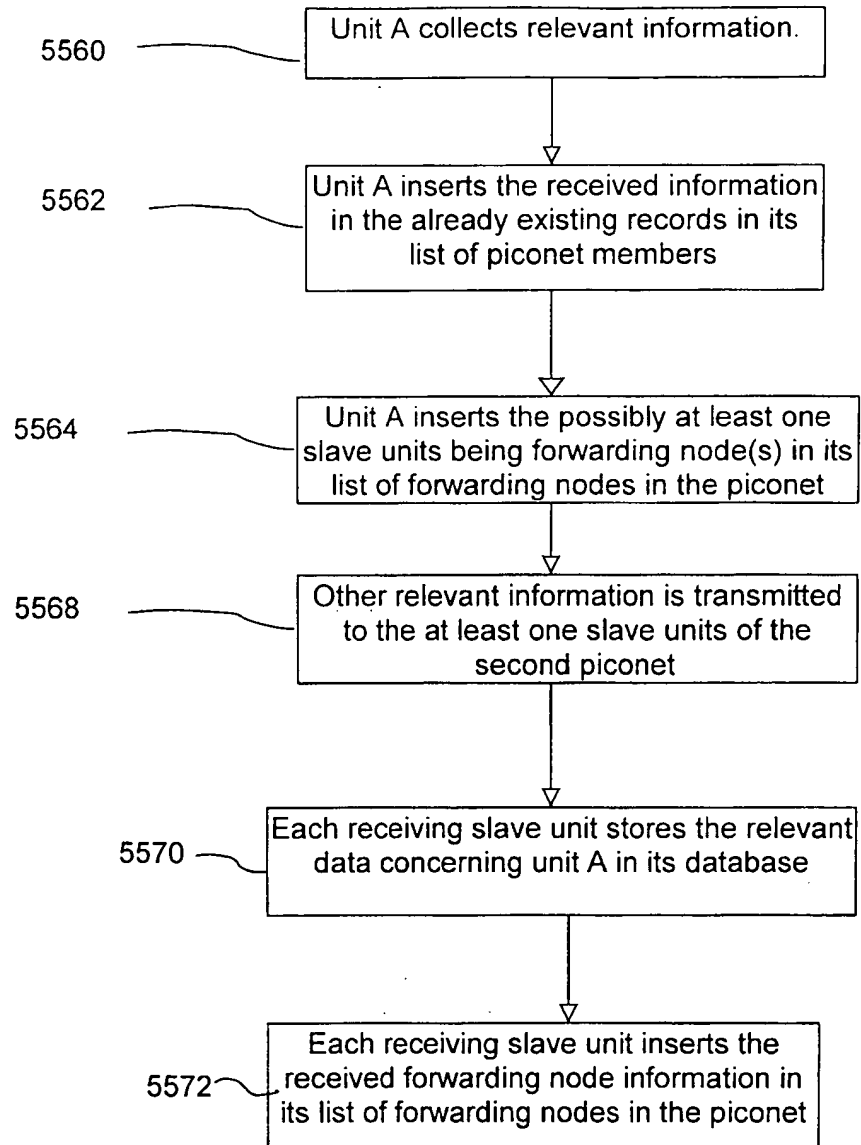 5560
Unit A collects relevant information.
5562
Unit A inserts the received information
in the already existing records in its
list of piconet members
5564
Unit A inserts the possibly at least one
slave units being forwarding node(s) in its
list of forwarding nodes in the piconet
5568
Other relevant information is transmitted
to the at least one slave units of the
second piconet
5570
Each receiving slave unit stores the relevant
data concerning unit A in its database
5572
Each receiving slave unit inserts the
received forwarding node information in
its list of forwarding nodes in the piconet